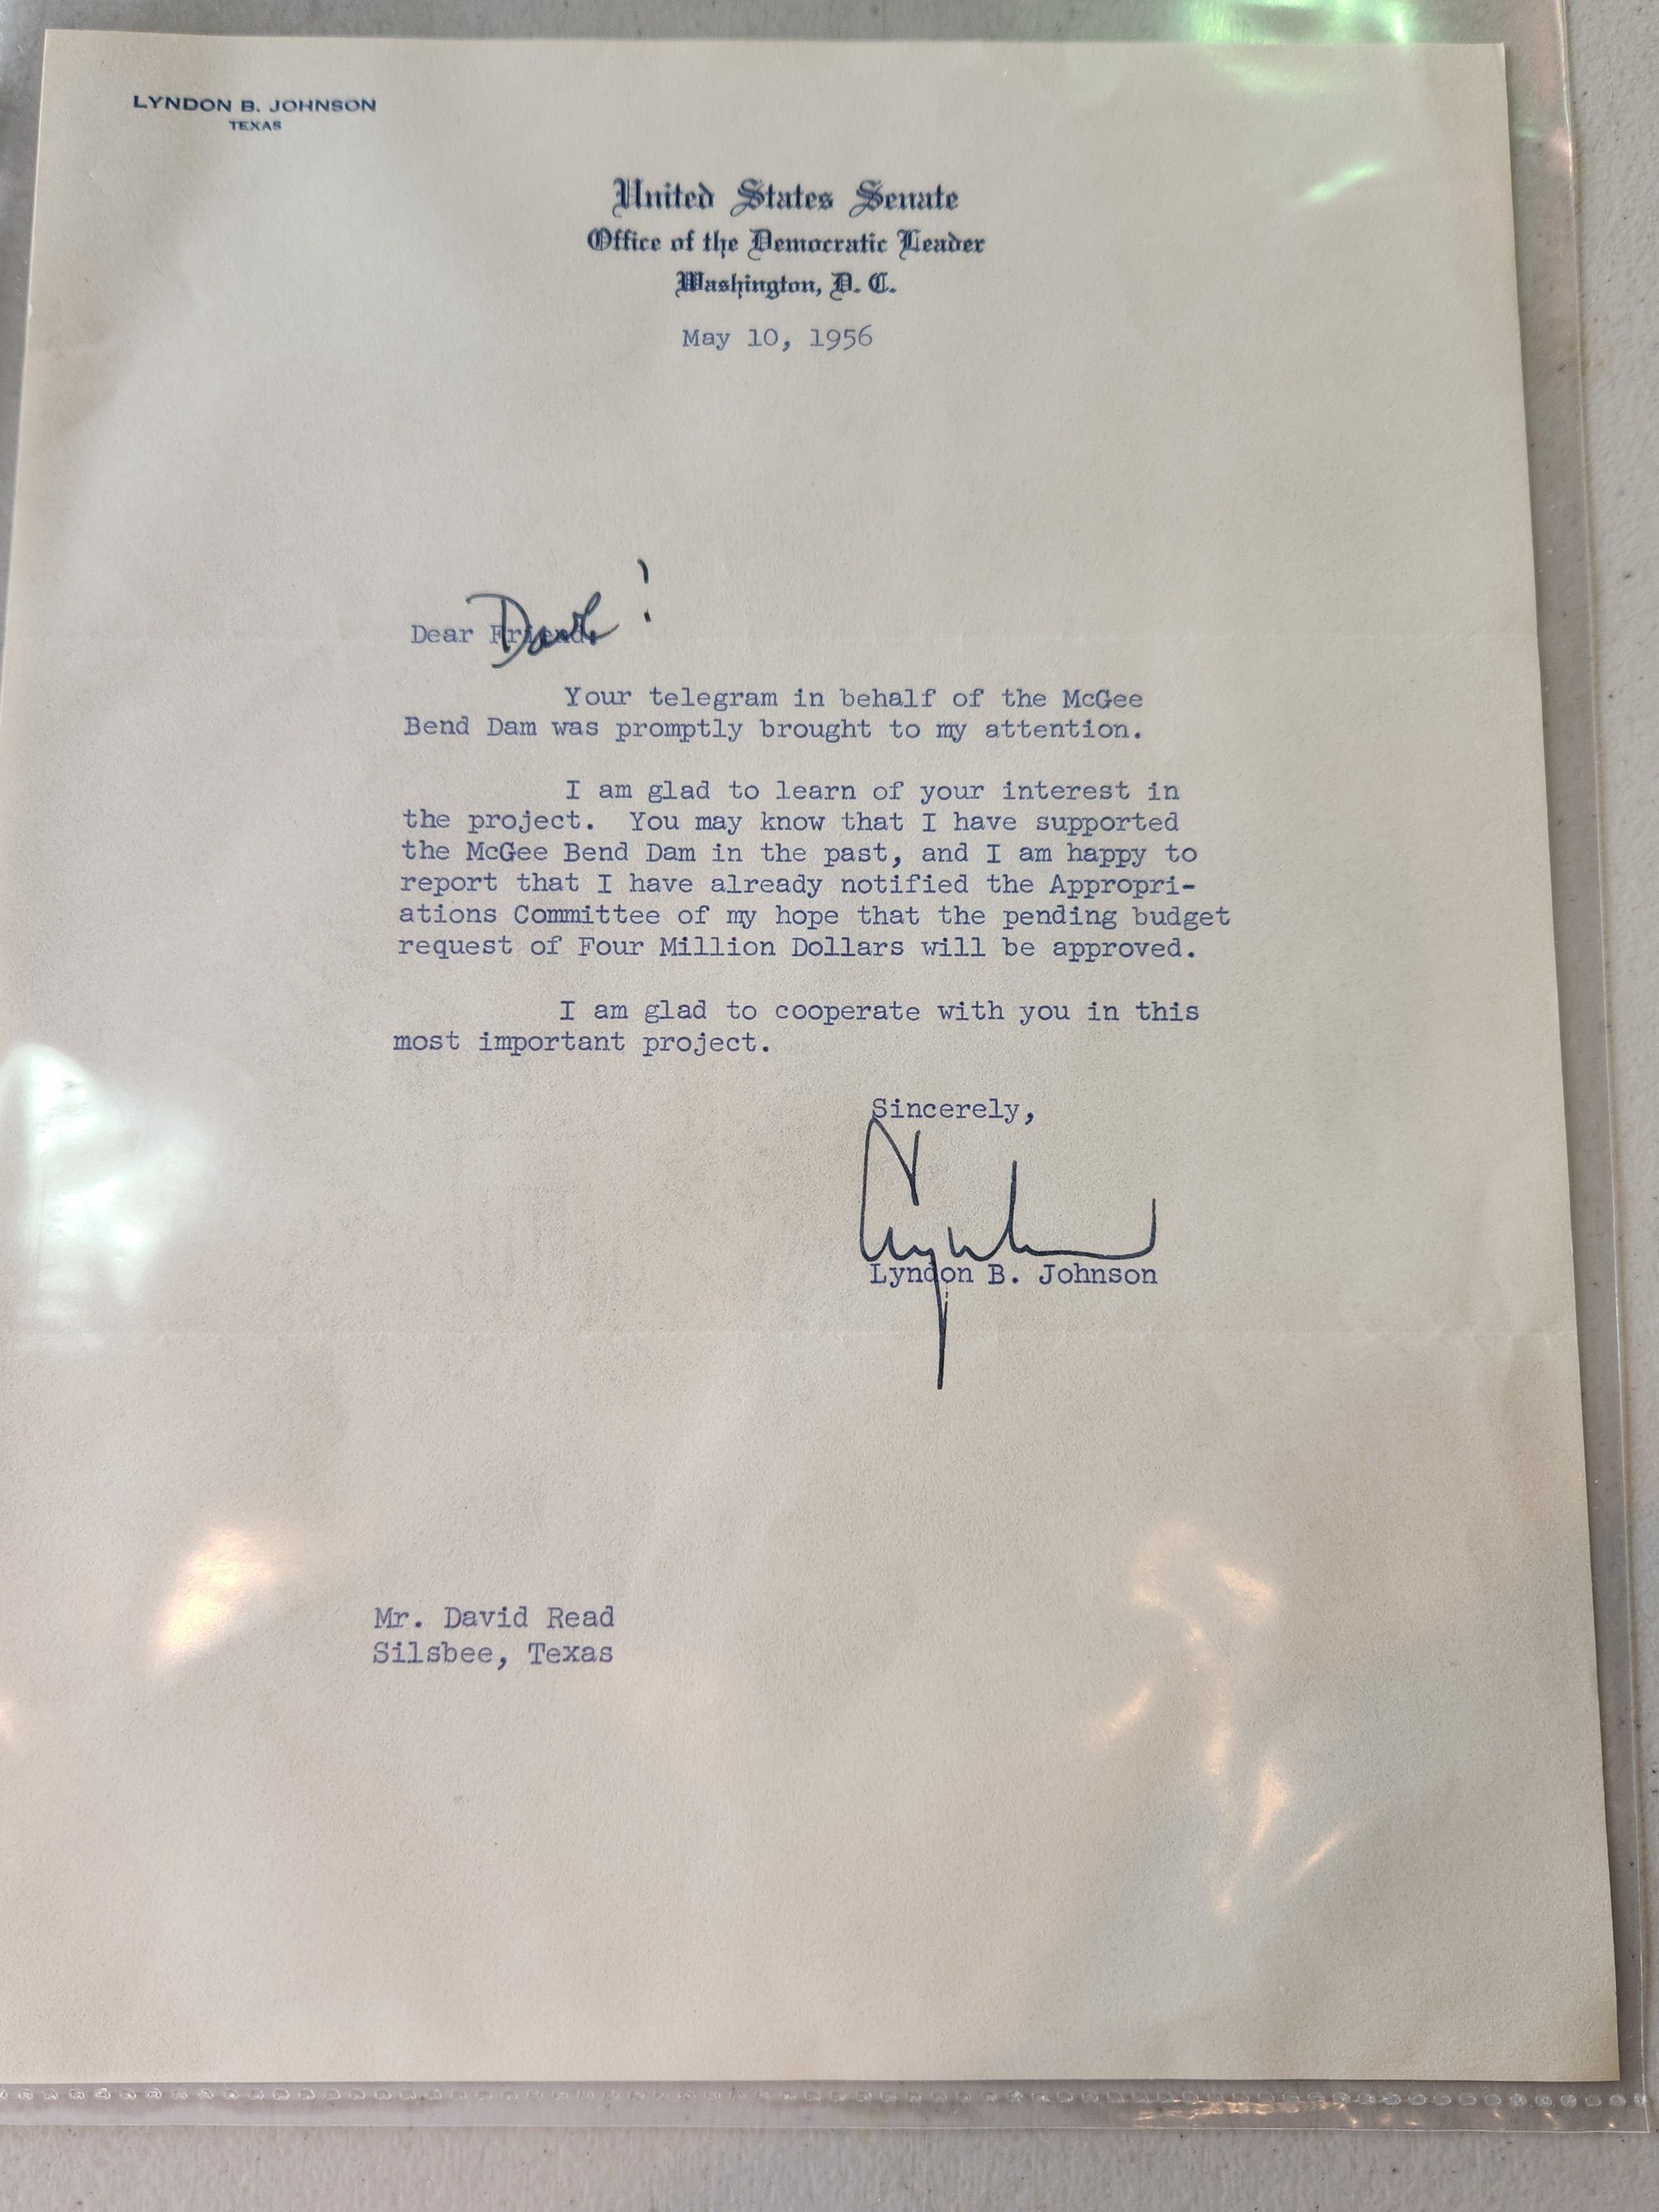 LYNDON B. JOHNSON
TEXAS
United States Senate
Office of the Democratic Leader
Washington, D. C.
May 10, 1956
Dear Friend:
Your telegram in behalf of the McGee
Bend Dam was promptly brought to my attention.
I am glad to learn of your interest in
the project. You may know that I have supported
the McGee Bend Dam in the past, and I am happy to
report that I have already notified the Appropri-
ations Committee of my hope that the pending budget
request of Four Million Dollars will be approved.
I am glad to cooperate with you in this
most important project.
Sincerely,
Lyndon B. Johnson
Mr. David Read
Silsbee, Texas